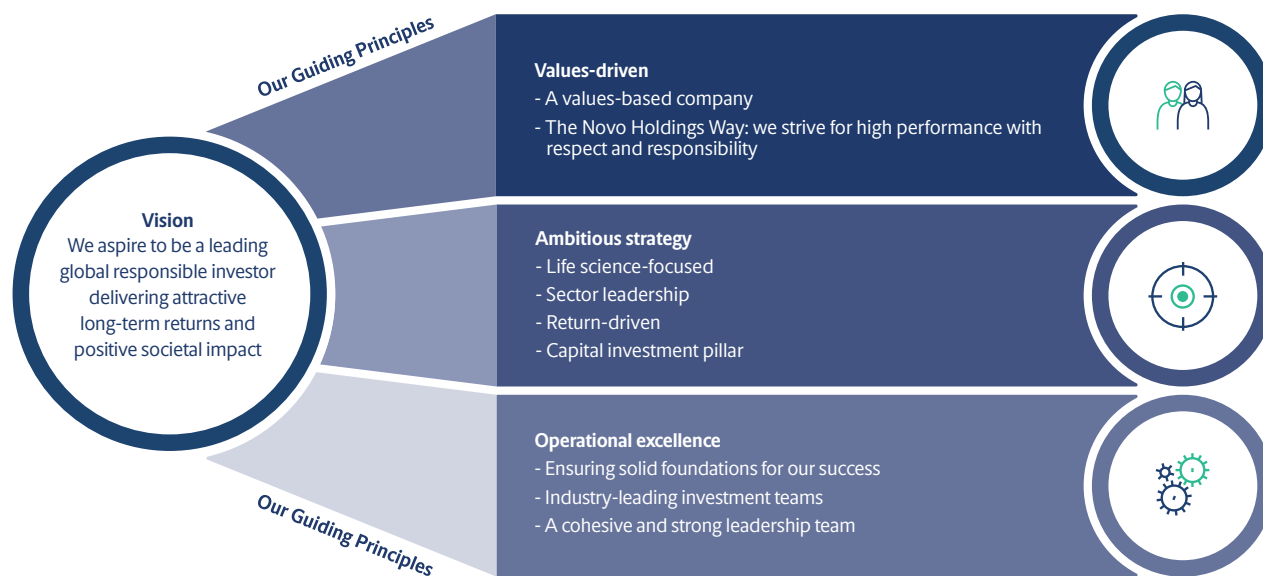 Our Guiding Principles
Vision
We aspire to be a leading
global responsible investor
delivering attractive
long-term returns and
positive societal impact
Values-driven
- A values-based company
- The Novo Holdings Way: we strive for high performance with
respect and responsibility
Ambitious strategy
- Life science-focused
- Sector leadership
- Return-driven
- Capital investment pillar
Operational excellence
- Ensuring solid foundations for our success
- Industry-leading investment teams
- A cohesive and strong leadership team
Our Guiding Principles